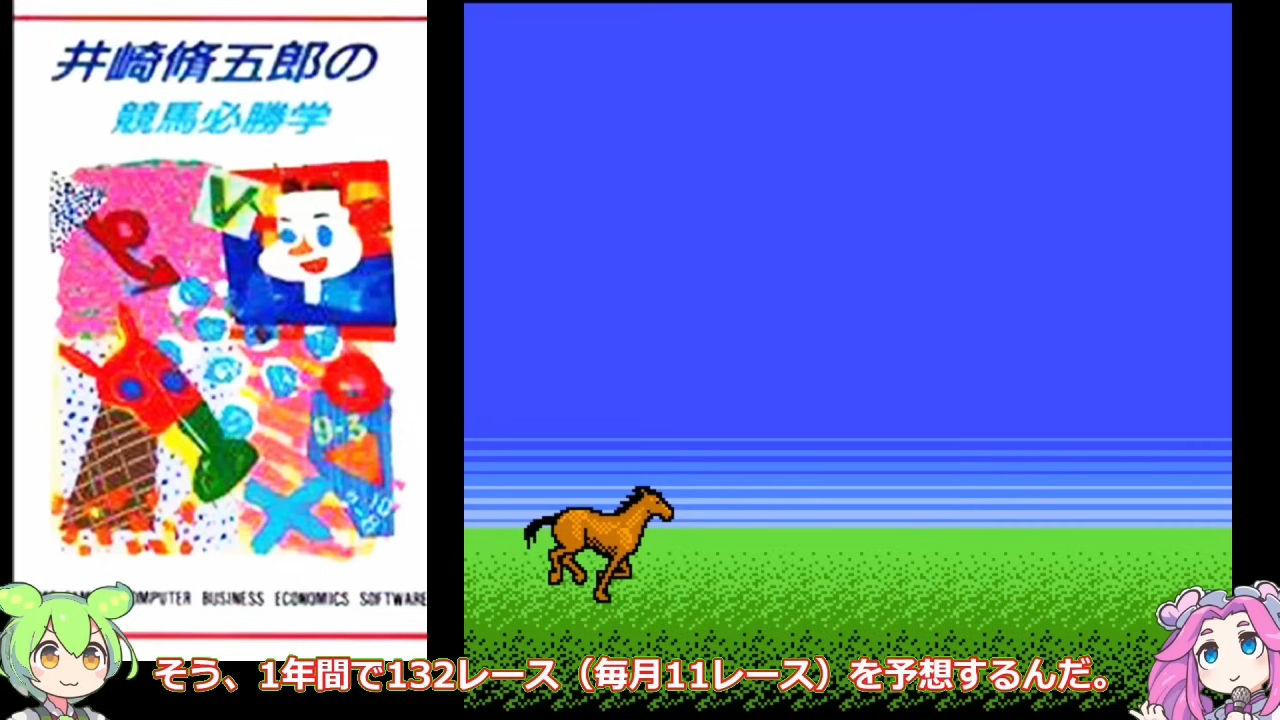 井崎脩五郎の
競馬必勝学
9-3
COMPUTER BUSINESS ECONOMICS SOFTWARE
そう、1年間で132レース（毎月11レース）を予想するんだ。